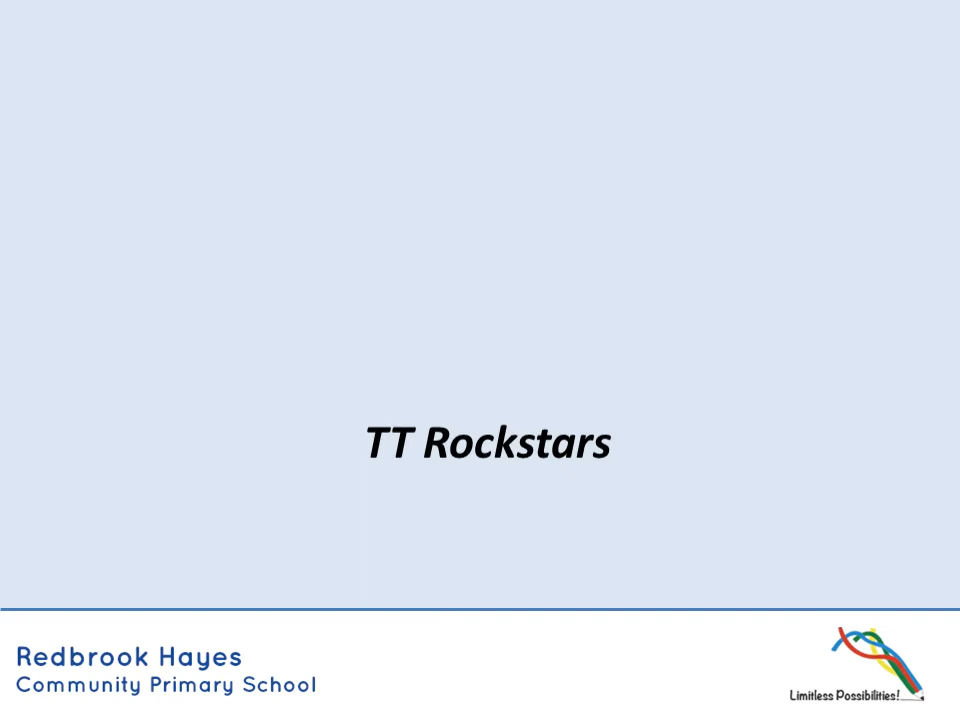 TT Rockstars
Redbrook Hayes
Community Primary School
Limitless Possibilities!